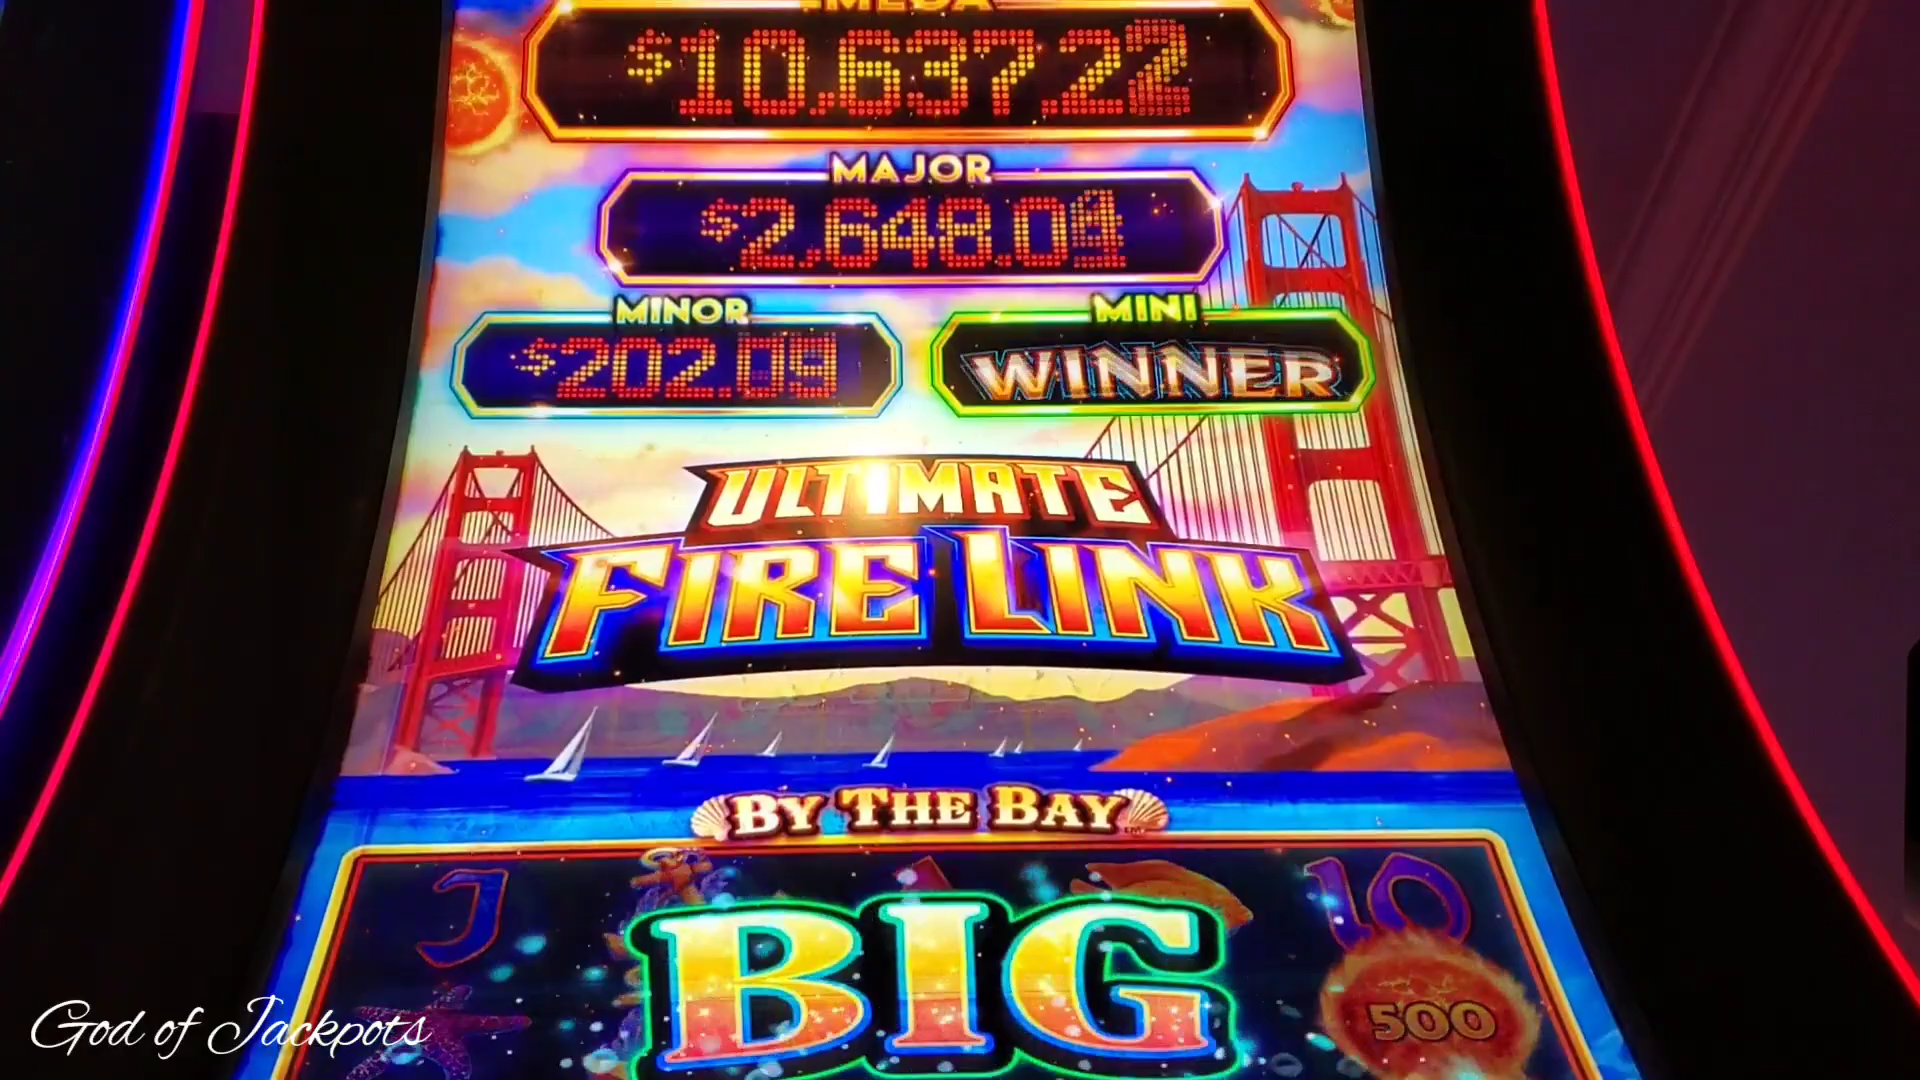 MEGA
$10,637.22
MAJOR
$2,648.04
MINOR
$202.09
MINI
WINNER
ULTIMATE
FIRE LINK
BY THE BAY
J
10
BIG
500
God of Jackpots